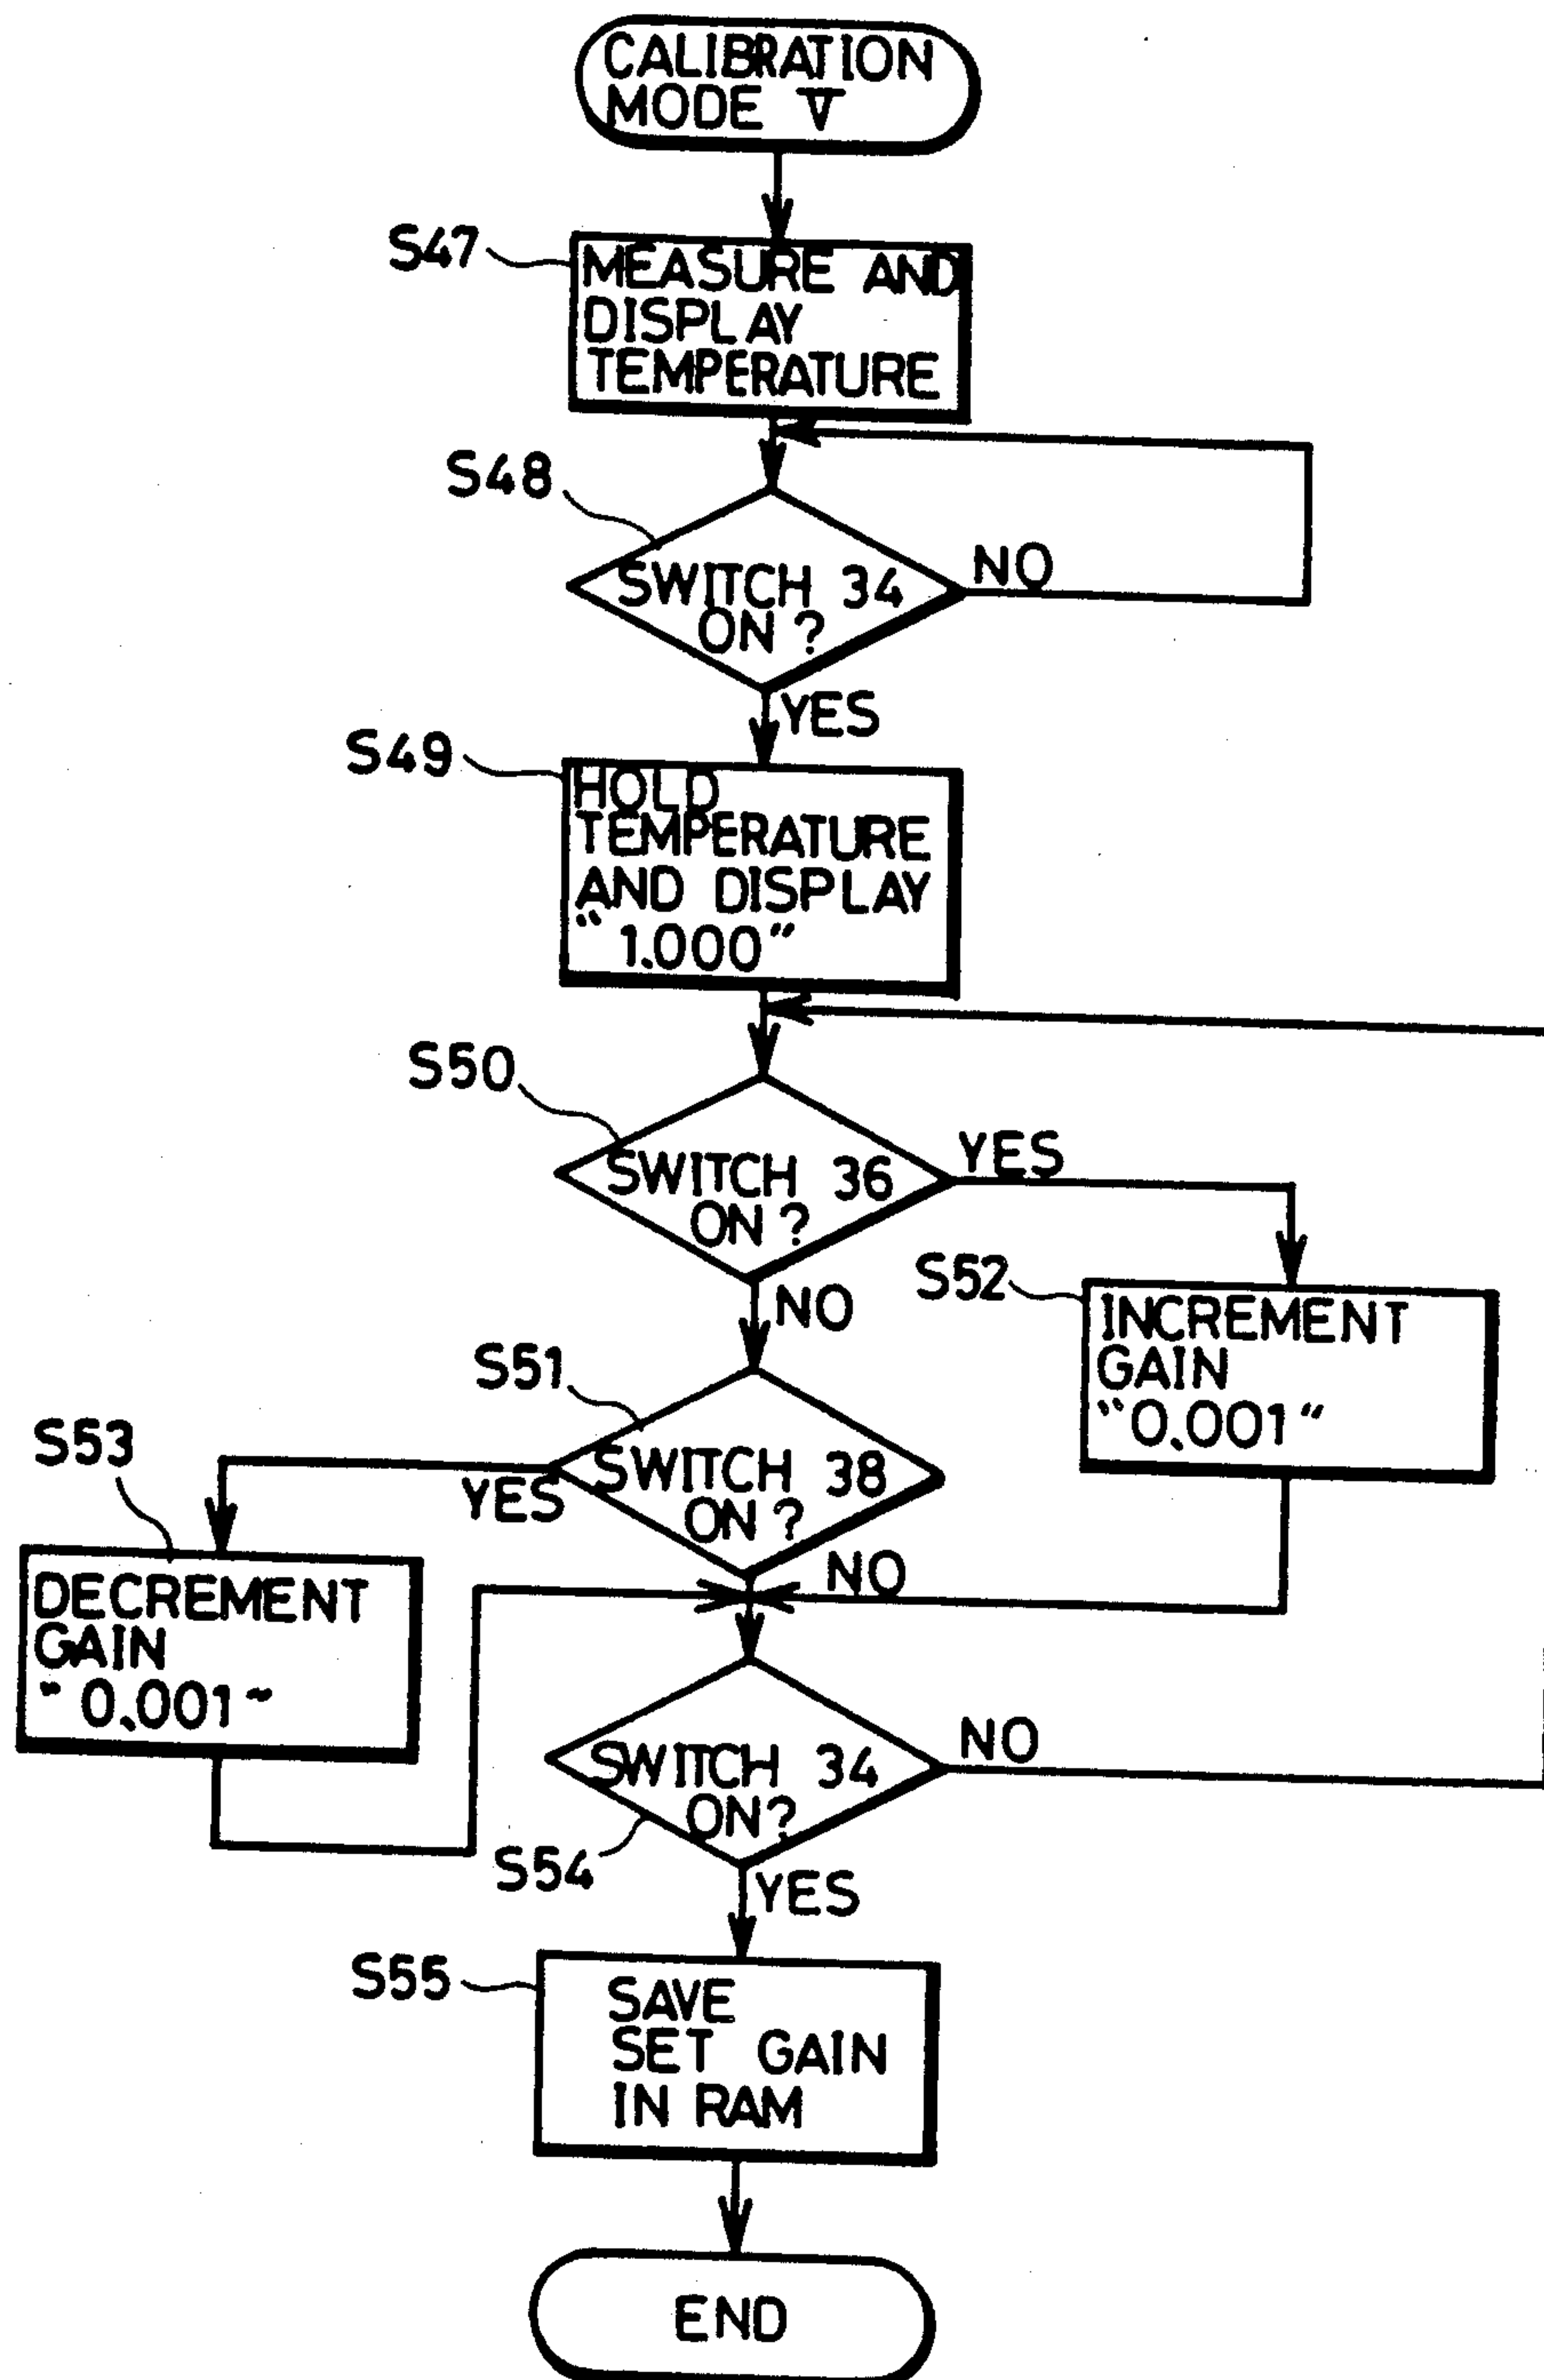 CALIBRATION
MODE V
S47
MEASURE AND
DISPLAY
TEMPERATURE
S48
SWITCH 34
ON?
NO
YES
S49
HOLD
TEMPERATURE
AND DISPLAY
"1.000"
S50
SWITCH 36
ON?
YES
NO
S52
INCREMENT
GAIN
"0.001"
S51
SWITCH 38
ON?
YES
NO
S53
DECREMENT
GAIN
"0.001"
SWITCH 34
ON?
NO
S54
YES
S55
SAVE
SET GAIN
IN RAM
END